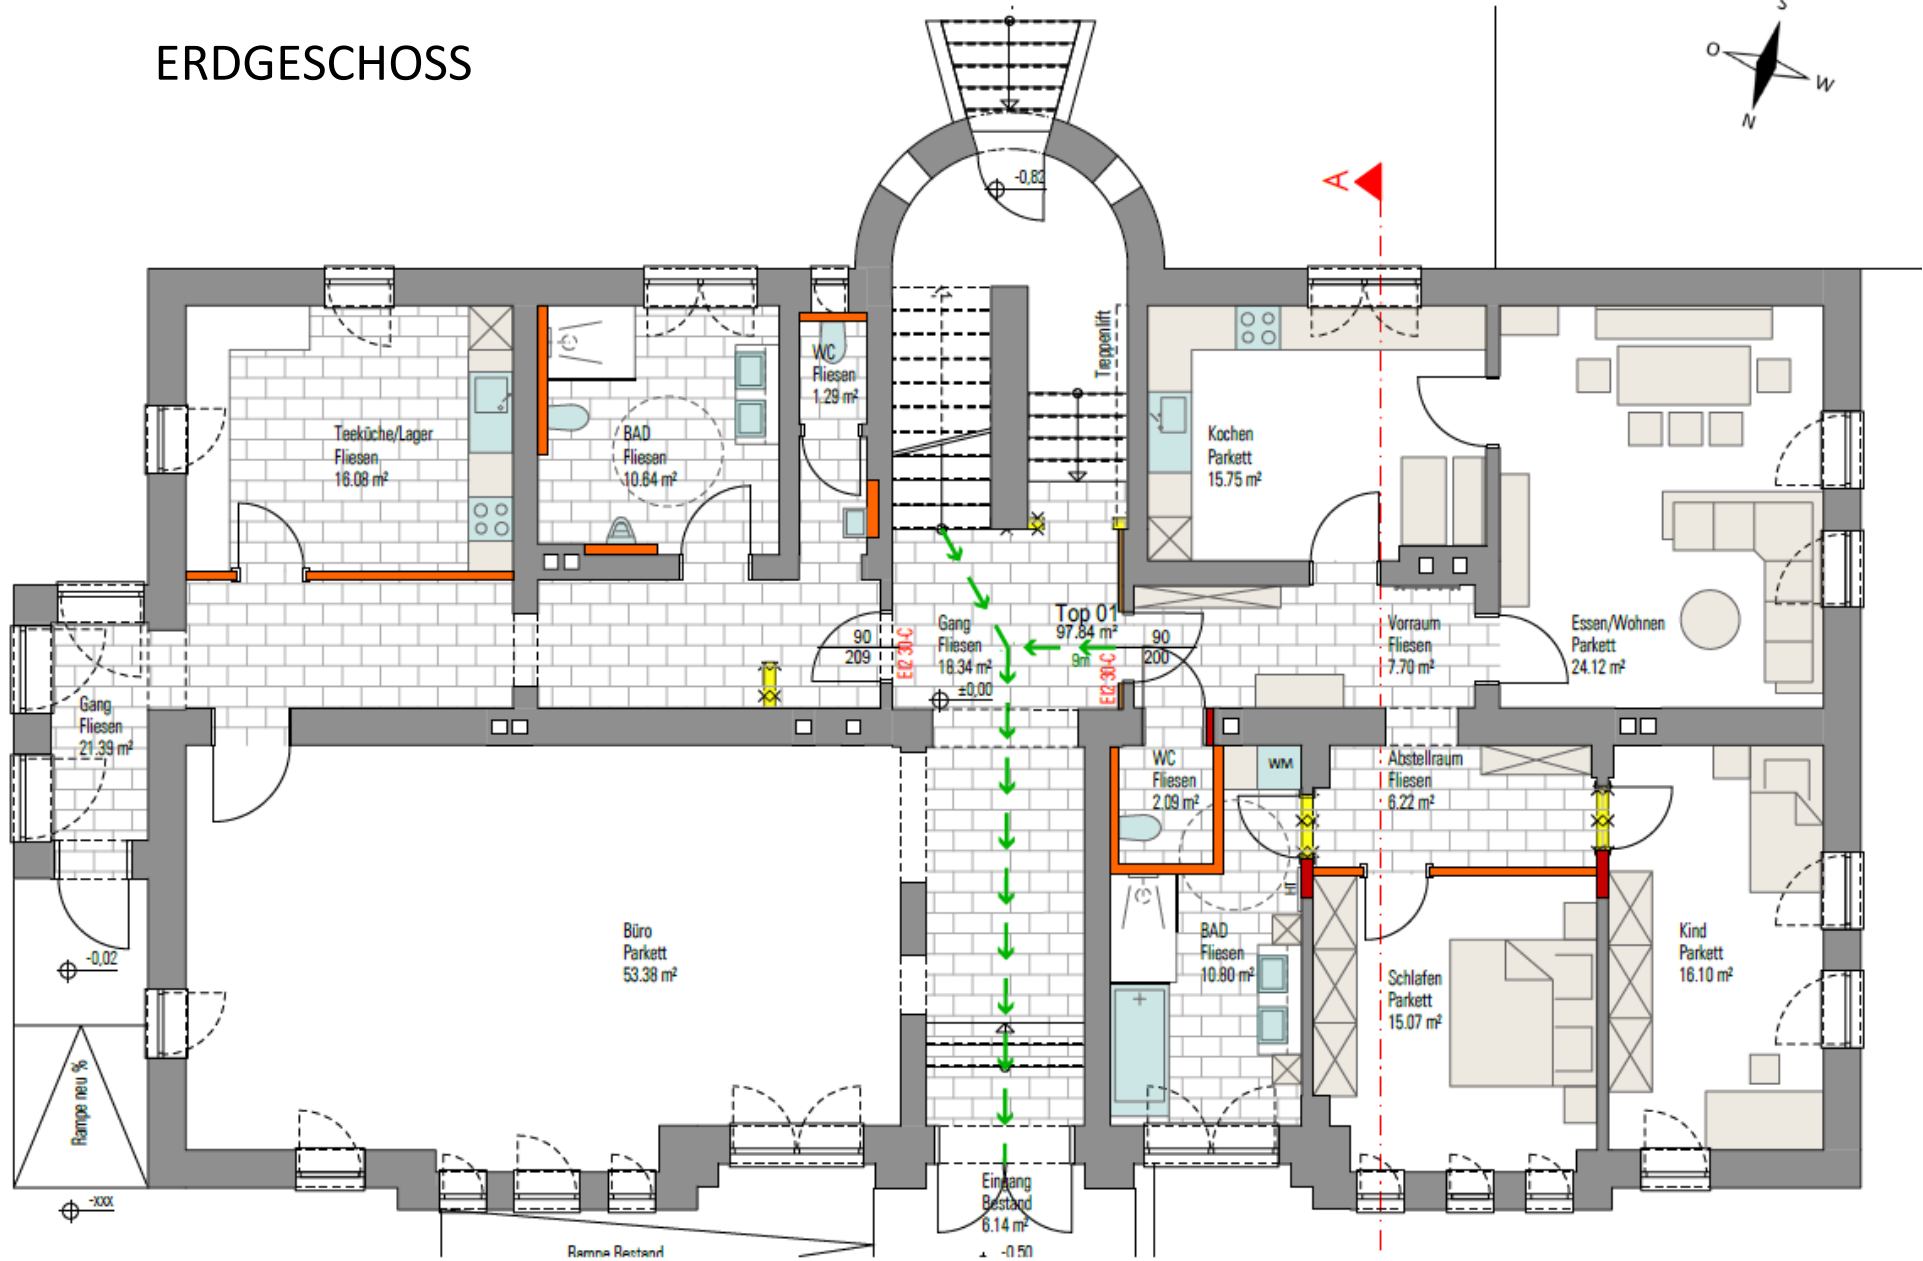 ERDGESCHOSS
S
O
W
N
-0,82
A
Treppenlift
WC
Fliesen
1.29 m²
Teeküche/Lager
Fliesen
16.08 m²
BAD
Fliesen
10.64 m²
Kochen
Parkett
15.75 m²
Top 01
97.84 m²
Gang
Fliesen
18.34 m²
±0,00
90
209
EI2 30-C
9m
EI2 30-C
90
200
Vorraum
Fliesen
7.70 m²
Essen/Wohnen
Parkett
24.12 m²
Gang
Fliesen
21.39 m²
WC
Fliesen
2.09 m²
WM
Abstellraum
Fliesen
6.22 m²
HT
Büro
Parkett
53.38 m²
BAD
Fliesen
10.80 m²
Schlafen
Parkett
15.07 m²
Kind
Parkett
16.10 m²
-0,02
Rampe neu %
-xxx
Eingang
Bestand
6.14 m²
-0,50
Rampe Bestand